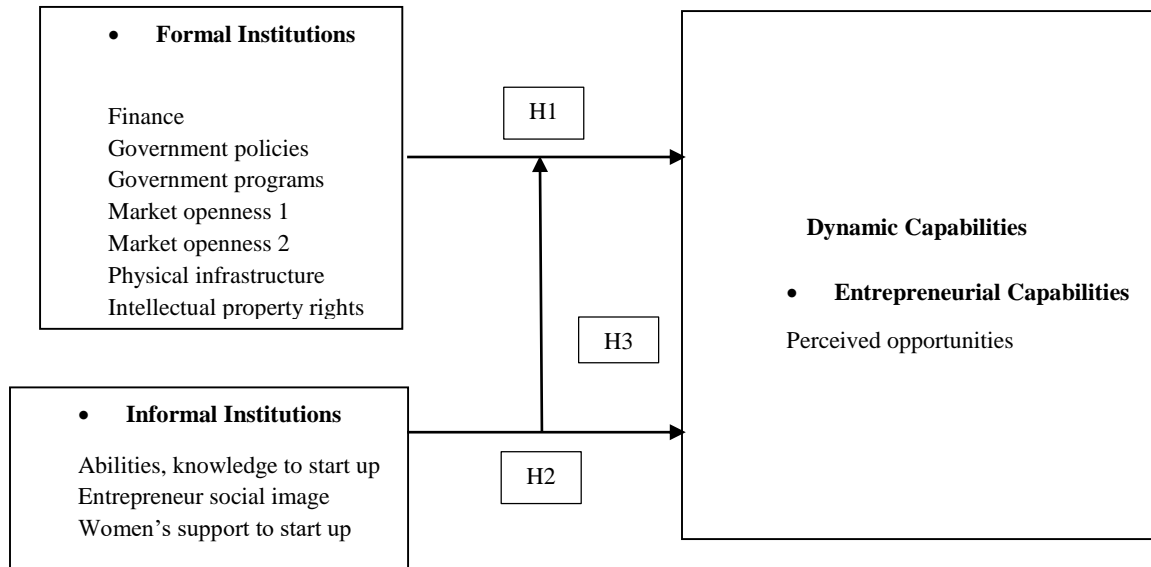 • Formal Institutions
Finance
Government policies
Government programs
Market openness 1
Market openness 2
Physical infrastructure
Intellectual property rights
H1
Dynamic Capabilities
• Entrepreneurial Capabilities
Perceived opportunities
H3
• Informal Institutions
Abilities, knowledge to start up
Entrepreneur social image
Women’s support to start up
H2